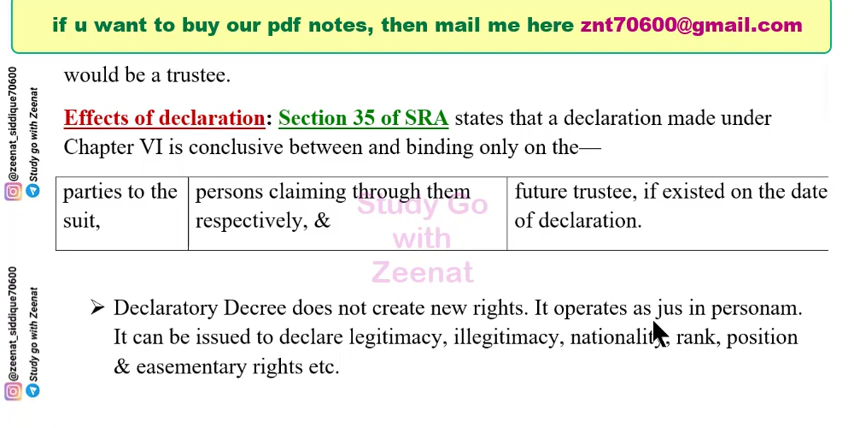 if u want to buy our pdf notes, then mail me here znt70600@gmail.com
would be a trustee.
Effects of declaration: Section 35 of SRA states that a declaration made under
Chapter VI is conclusive between and binding only on the—
parties to the
suit,
persons claiming through them
respectively, &
future trustee, if existed on the date
of declaration.
Study Go
with
Zeenat
➢ Declaratory Decree does not create new rights. It operates as jus in personam.
It can be issued to declare legitimacy, illegitimacy, nationality, rank, position
& easementary rights etc.
@zeenat_siddique70600
Study go with Zeenat
@zeenat_siddique70600
Study go with Zeenat